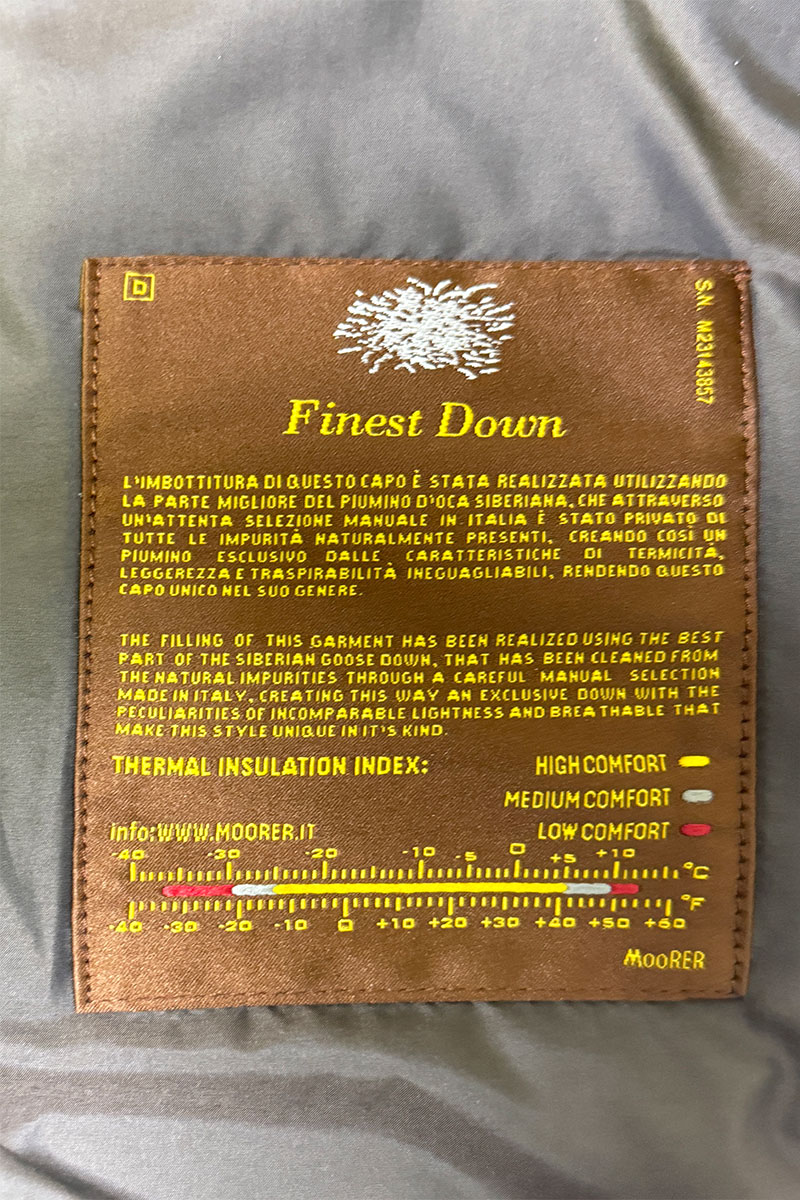 D
S.N. M23143857
Finest Down
L'IMBOTTITURA DI QUESTO CAPO È STATA REALIZZATA UTILIZZANDO
LA PARTE MIGLIORE DEL PIUMINO D'OCA SIBERIANA, CHE ATTRAVERSO
UN'ATTENTA SELEZIONE MANUALE IN ITALIA È STATO PRIVATO DI
TUTTE LE IMPURITÀ NATURALMENTE PRESENTI, CREANDO COSÌ UN
PIUMINO ESCLUSIVO DALLE CARATTERISTICHE DI TERMICITÀ,
LEGGEREZZA E TRASPIRABILITÀ INEGUAGLIABILI, RENDENDO QUESTO
CAPO UNICO NEL SUO GENERE.
THE FILLING OF THIS GARMENT HAS BEEN REALIZED USING THE BEST
PART OF THE SIBERIAN GOOSE DOWN, THAT HAS BEEN CLEANED FROM
THE NATURAL IMPURITIES THROUGH A CAREFUL MANUAL SELECTION
MADE IN ITALY, CREATING THIS WAY AN EXCLUSIVE DOWN WITH THE
PECULIARITIES OF INCOMPARABLE LIGHTNESS AND BREATHABLE THAT
MAKE THIS STYLE UNIQUE IN IT'S KIND.
THERMAL INSULATION INDEX: HIGH COMFORT
MEDIUM COMFORT
info:WWW.MOORER.IT LOW COMFORT
-40 -30 -20 -10 -5 0 +5 +10
°C
°F
-40 -30 -20 -10 0 +10 +20 +30 +40 +50 +60
MOORER